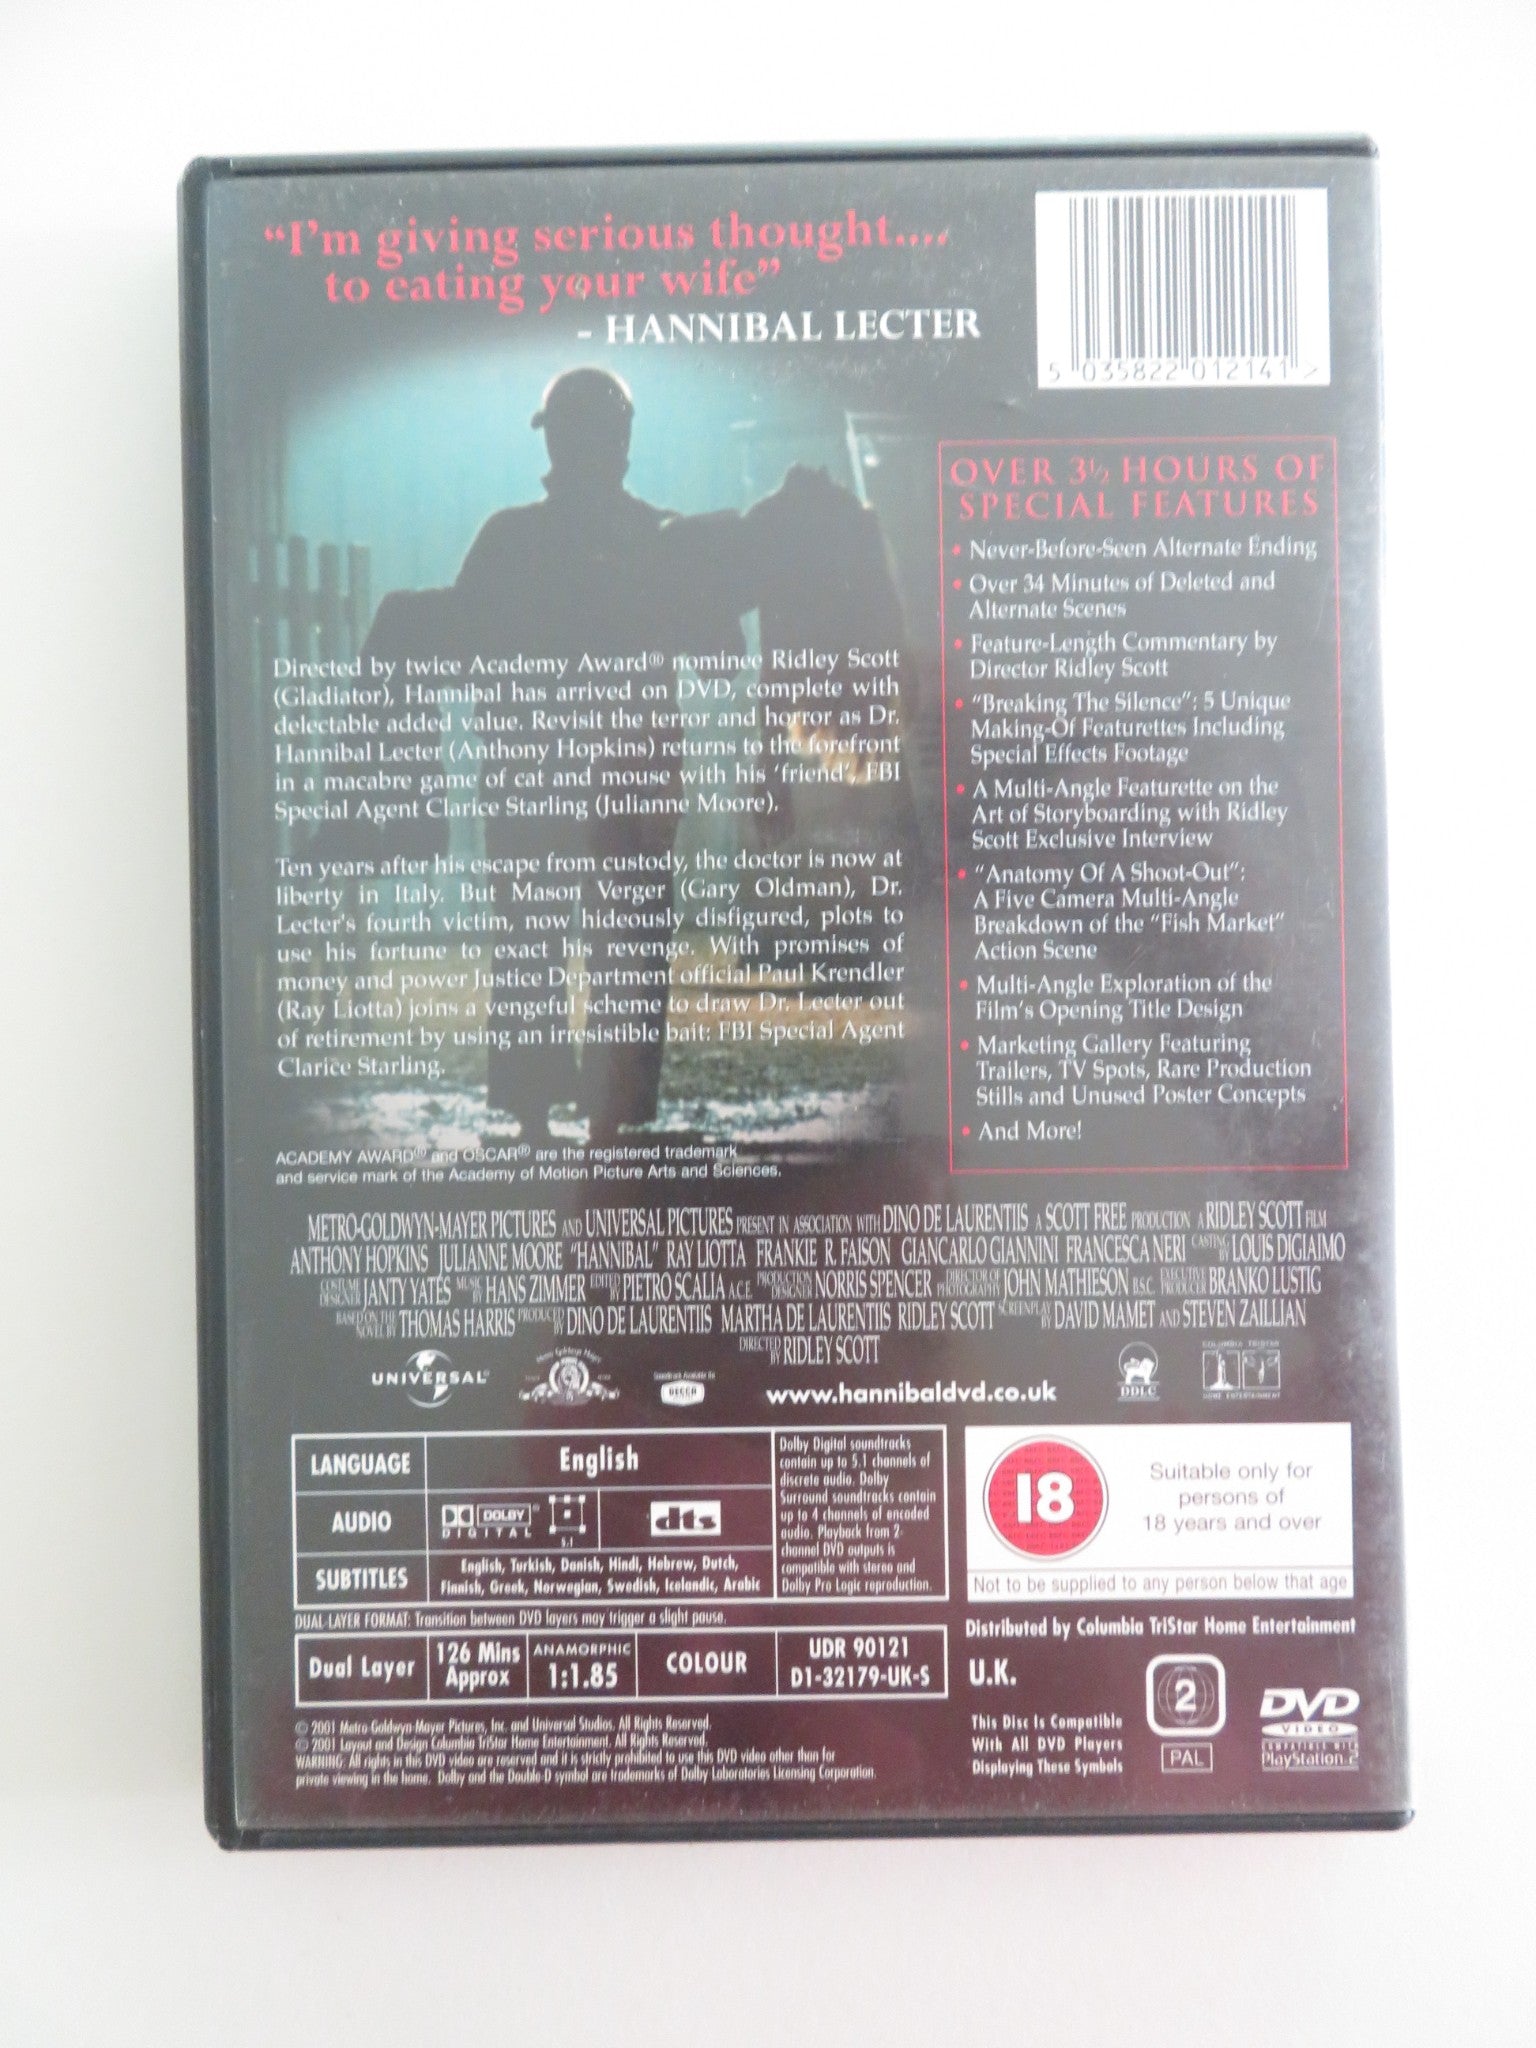 “I'm giving serious thought....
to eating your wife”
- HANNIBAL LECTER
5 035822 012141 >
OVER 3½ HOURS OF
SPECIAL FEATURES
• Never-Before-Seen Alternate Ending
• Over 34 Minutes of Deleted and
Alternate Scenes
• Feature-Length Commentary by
Director Ridley Scott
• “Breaking The Silence”: 5 Unique
Making-Of Featurettes Including
Special Effects Footage
• A Multi-Angle Featurette on the
Art of Storyboarding with Ridley
Scott Exclusive Interview
• “Anatomy Of A Shoot-Out”:
A Five Camera Multi-Angle
Breakdown of the “Fish Market”
Action Scene
• Multi-Angle Exploration of the
Film's Opening Title Design
• Marketing Gallery Featuring
Trailers, TV Spots, Rare Production
Stills and Unused Poster Concepts
• And More!
Directed by twice Academy Award® nominee Ridley Scott
(Gladiator), Hannibal has arrived on DVD, complete with
delectable added value. Revisit the terror and horror as Dr.
Hannibal Lecter (Anthony Hopkins) returns to the forefront
in a macabre game of cat and mouse with his ‘friend’, FBI
Special Agent Clarice Starling (Julianne Moore).
Ten years after his escape from custody, the doctor is now at
liberty in Italy. But Mason Verger (Gary Oldman), Dr.
Lecter's fourth victim, now hideously disfigured, plots to
use his fortune to exact his revenge. With promises of
money and power Justice Department official Paul Krendler
(Ray Liotta) joins a vengeful scheme to draw Dr. Lecter out
of retirement by using an irresistible bait: FBI Special Agent
Clarice Starling.
ACADEMY AWARD® and OSCAR® are the registered trademark
and service mark of the Academy of Motion Picture Arts and Sciences.
METRO-GOLDWYN-MAYER PICTURES AND UNIVERSAL PICTURES PRESENT IN ASSOCIATION WITH DINO DE LAURENTIIS A SCOTT FREE PRODUCTION A RIDLEY SCOTT FILM
ANTHONY HOPKINS JULIANNE MOORE "HANNIBAL" RAY LIOTTA FRANKIE R. FAISON GIANCARLO GIANNINI FRANCESCA NERI CASTING BY LOUIS DIGIAIMO
COSTUME DESIGNER JANTY YATES MUSIC BY HANS ZIMMER EDITED BY PIETRO SCALIA A.C.E. PRODUCTION DESIGNER NORRIS SPENCER DIRECTOR OF PHOTOGRAPHY JOHN MATHIESON B.S.C. EXECUTIVE PRODUCER BRANKO LUSTIG
BASED ON THE NOVEL BY THOMAS HARRIS PRODUCED BY DINO DE LAURENTIIS MARTHA DE LAURENTIIS RIDLEY SCOTT SCREENPLAY BY DAVID MAMET AND STEVEN ZAILLIAN
DIRECTED BY RIDLEY SCOTT
UNIVERSAL
Metro Goldwyn Mayer
Soundtrack Available On
DECCA
www.hannibaldvd.co.uk
DDLC
COLUMBIA TRISTAR
HOME ENTERTAINMENT
LANGUAGE English
AUDIO DOLBY DIGITAL 5.1 dts
SUBTITLES English, Turkish, Danish, Hindi, Hebrew, Dutch,
Finnish, Greek, Norwegian, Swedish, Icelandic, Arabic
Dolby Digital soundtracks
contain up to 5.1 channels of
discrete audio. Dolby
Surround soundtracks contain
up to 4 channels of encoded
audio. Playback from 2-
channel DVD outputs is
compatible with stereo and
Dolby Pro Logic reproduction.
DUAL-LAYER FORMAT: Transition between DVD layers may trigger a slight pause.
Dual Layer
126 Mins
Approx
ANAMORPHIC
1:1.85
COLOUR
UDR 90121
D1-32179-UK-S
© 2001 Metro-Goldwyn-Mayer Pictures, Inc. and Universal Studios. All Rights Reserved.
© 2001 Layout and Design Columbia TriStar Home Entertainment. All Rights Reserved.
WARNING: All rights in this DVD video are reserved and it is strictly prohibited to use this DVD video other than for
private viewing in the home. Dolby and the Double-D symbol are trademarks of Dolby Laboratories Licensing Corporation.
18
Suitable only for
persons of
18 years and over
Not to be supplied to any person below that age
Distributed by Columbia TriStar Home Entertainment
U.K.
This Disc Is Compatible
With All DVD Players
Displaying These Symbols
2
PAL
DVD
VIDEO
COMPATIBLE WITH
PlayStation.2